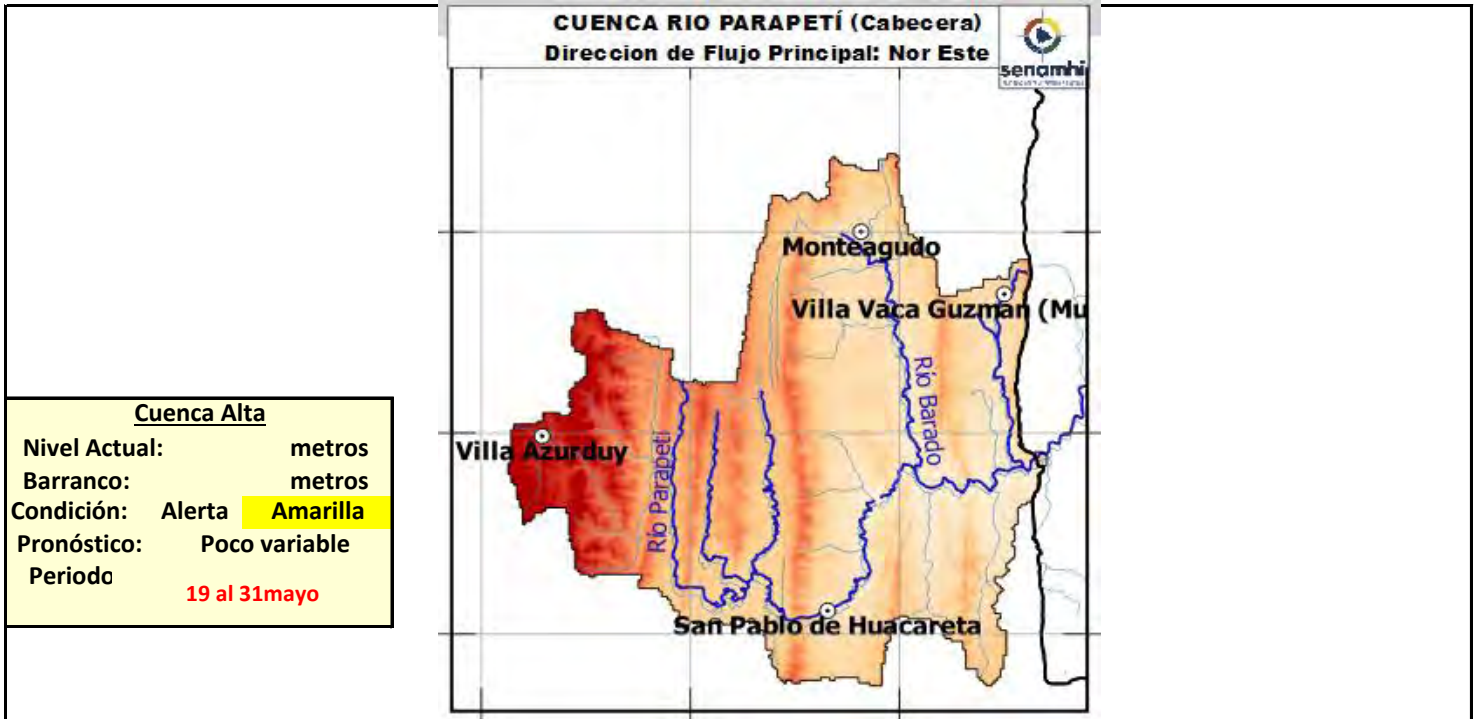 CUENCA RIO PARAPETÍ (Cabecera)
Direccion de Flujo Principal: Nor Este
senamhi
Monteagudo
Villa Vaca Guzmán (Mu
Río Barado
Villa Azurduy
Río Parapetí
San Pablo de Huacareta
Cuenca Alta
Nivel Actual: metros
Barranco: metros
Condición: Alerta Amarilla
Pronóstico: Poco variable
Periodo
19 al 31mayo